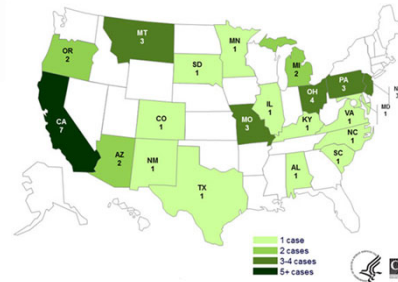 MT
3
MN
1
OR
2
SD
1
MI
2
PA
3
N
3
OH
4
IL
1
MD
1
CA
7
CO
1
MO
3
KY
1
VA
1
NC
1
AZ
2
NM
1
SC
1
AL
1
TX
1
1 case
2 cases
3-4 cases
5+ cases